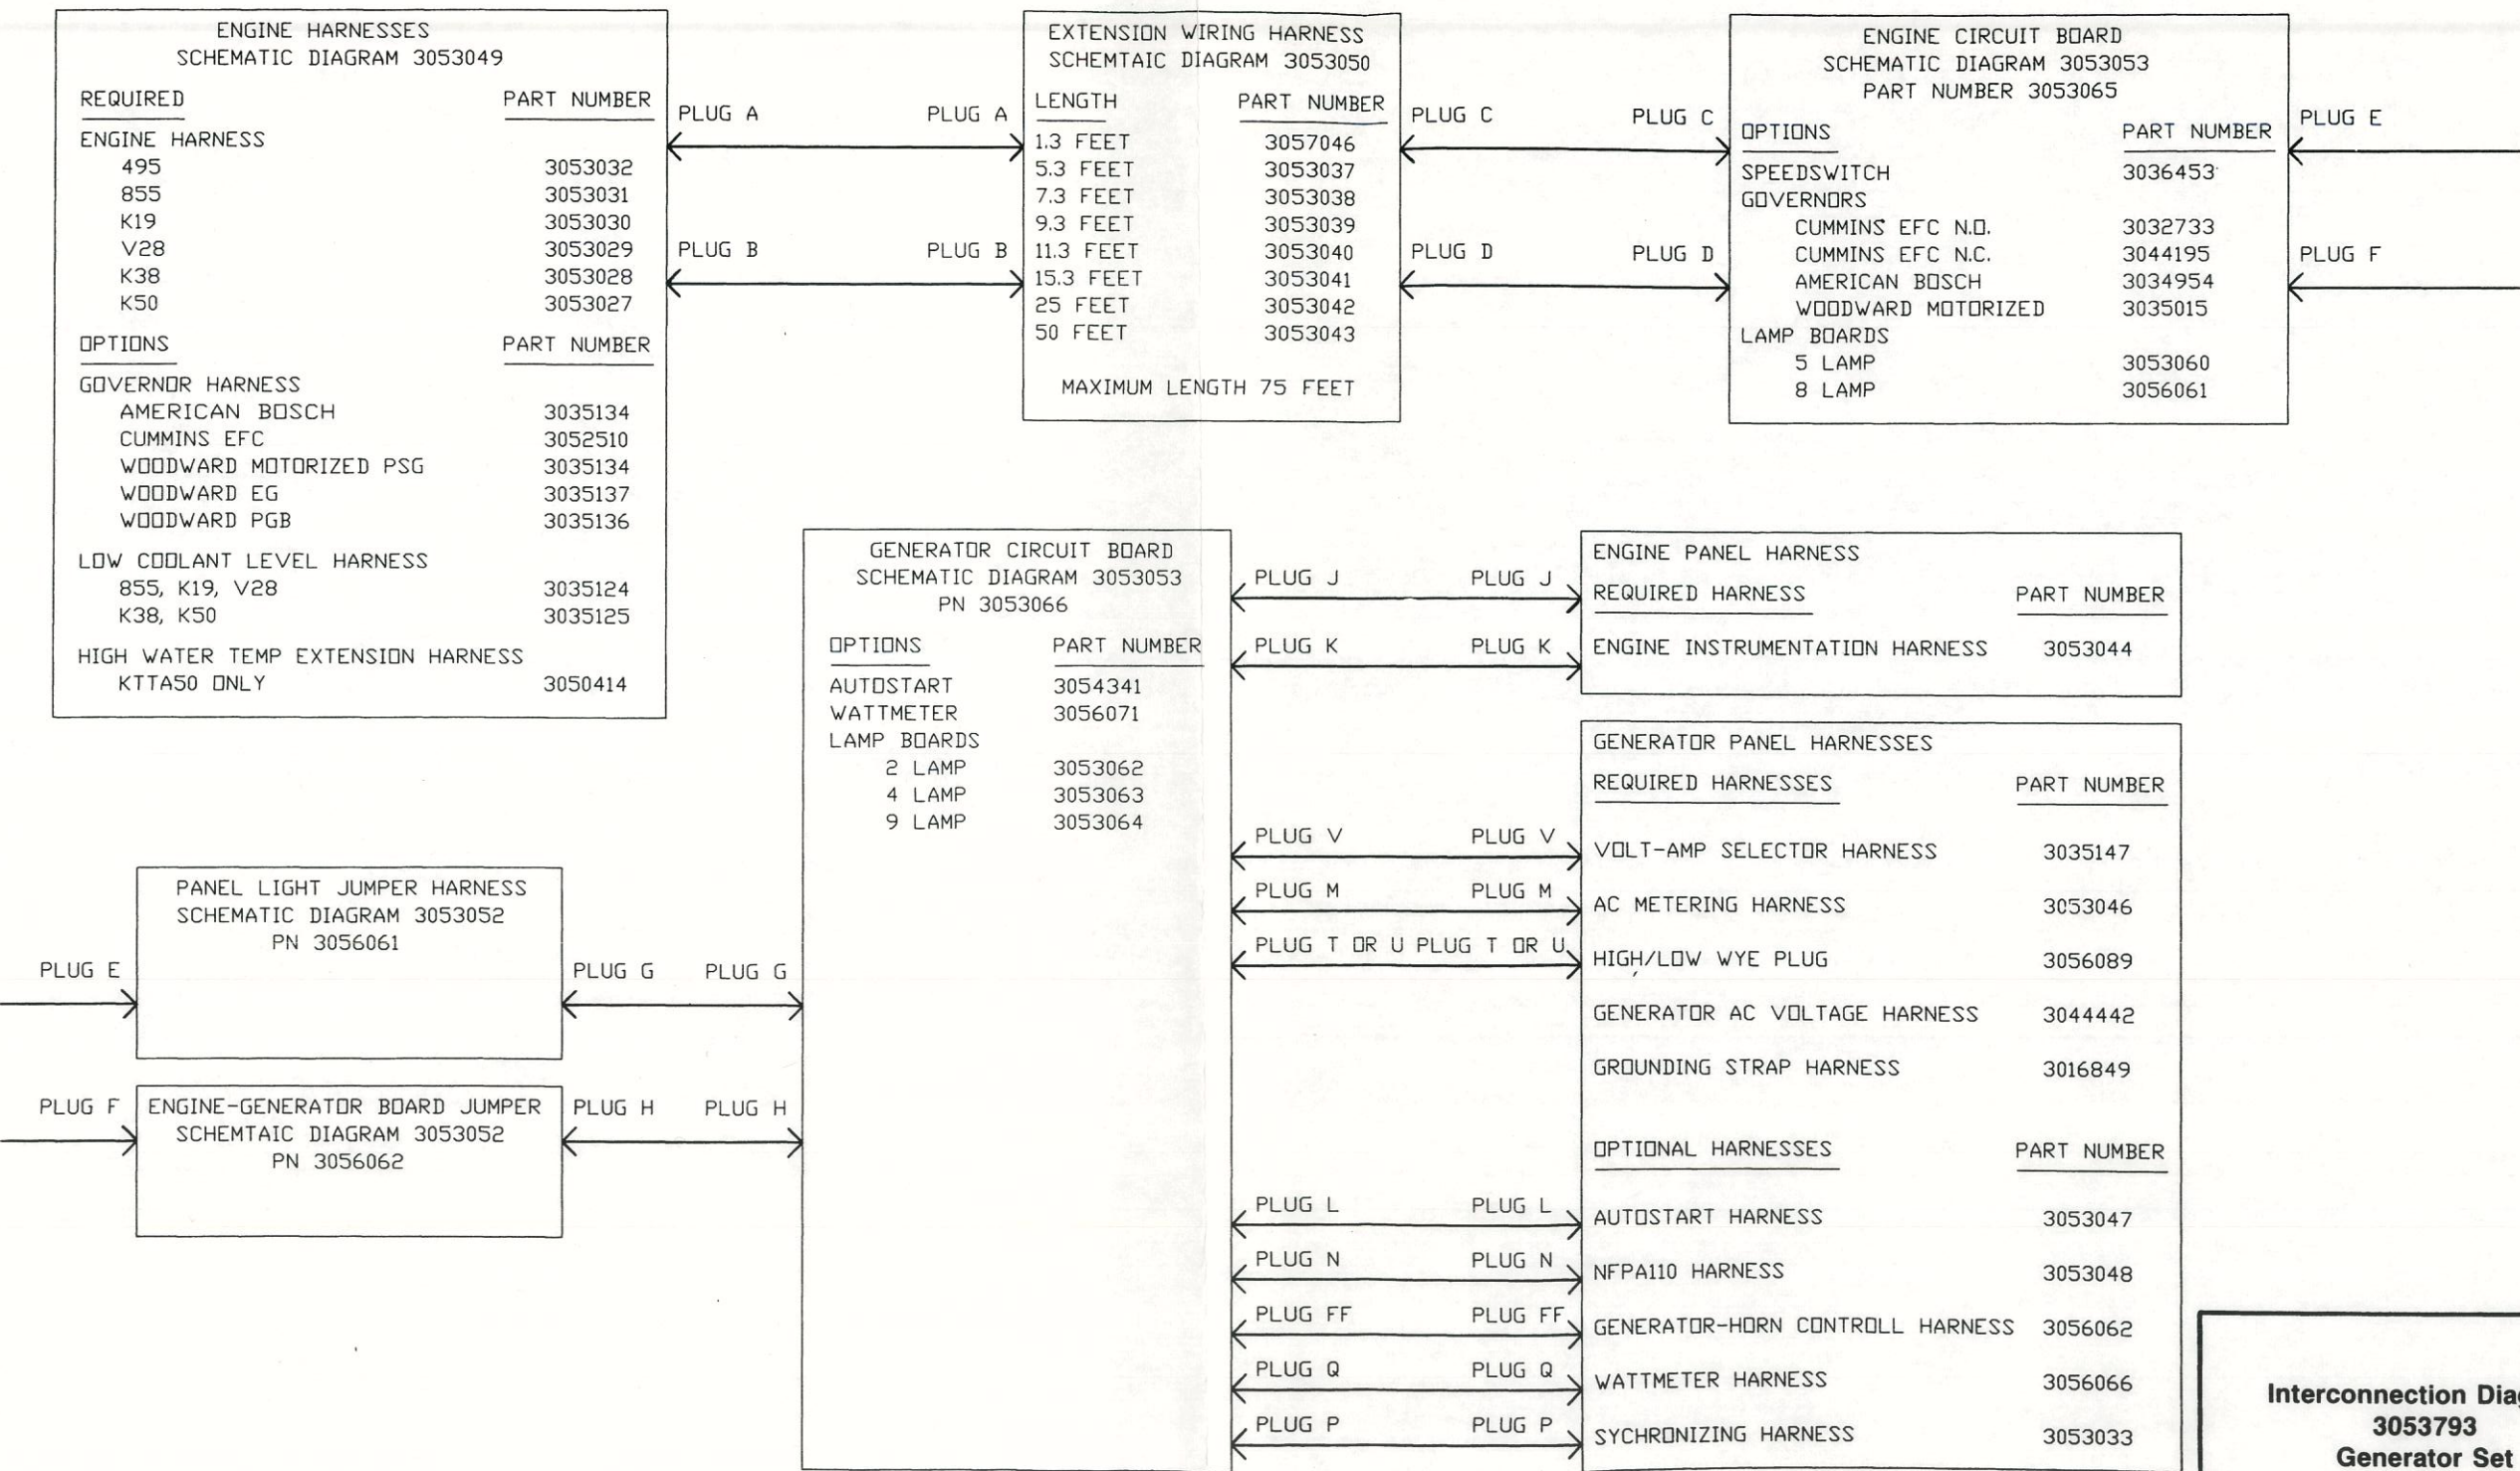 ENGINE HARNESSES
SCHEMATIC DIAGRAM 3053049
REQUIRED PART NUMBER
ENGINE HARNESS
495 3053032
855 3053031
K19 3053030
V28 3053029
K38 3053028
K50 3053027
OPTIONS PART NUMBER
GOVERNOR HARNESS
AMERICAN BOSCH 3035134
CUMMINS EFC 3052510
WOODWARD MOTORIZED PSG 3035134
WOODWARD EG 3035137
WOODWARD PGB 3035136
LOW COOLANT LEVEL HARNESS
855, K19, V28 3035124
K38, K50 3035125
HIGH WATER TEMP EXTENSION HARNESS
KTTA50 ONLY 3050414
PLUG A PLUG A
PLUG B PLUG B
EXTENSION WIRING HARNESS
SCHEMTAIC DIAGRAM 3053050
LENGTH PART NUMBER
1.3 FEET 3057046
5.3 FEET 3053037
7.3 FEET 3053038
9.3 FEET 3053039
11.3 FEET 3053040
15.3 FEET 3053041
25 FEET 3053042
50 FEET 3053043
MAXIMUM LENGTH 75 FEET
PLUG C PLUG C
PLUG D PLUG D
ENGINE CIRCUIT BOARD
SCHEMATIC DIAGRAM 3053053
PART NUMBER 3053065
OPTIONS PART NUMBER
SPEEDSWITCH 3036453
GOVERNORS
CUMMINS EFC N.O. 3032733
CUMMINS EFC N.C. 3044195
AMERICAN BOSCH 3034954
WOODWARD MOTORIZED 3035015
LAMP BOARDS
5 LAMP 3053060
8 LAMP 3056061
PLUG E
PLUG F
PLUG E
PANEL LIGHT JUMPER HARNESS
SCHEMATIC DIAGRAM 3053052
PN 3056061
PLUG G PLUG G
PLUG F
ENGINE-GENERATOR BOARD JUMPER
SCHEMTAIC DIAGRAM 3053052
PN 3056062
PLUG H PLUG H
GENERATOR CIRCUIT BOARD
SCHEMATIC DIAGRAM 3053053
PN 3053066
OPTIONS PART NUMBER
AUTOSTART 3054341
WATTMETER 3056071
LAMP BOARDS
2 LAMP 3053062
4 LAMP 3053063
9 LAMP 3053064
PLUG J PLUG J
PLUG K PLUG K
ENGINE PANEL HARNESS
REQUIRED HARNESS PART NUMBER
ENGINE INSTRUMENTATION HARNESS 3053044
GENERATOR PANEL HARNESSES
REQUIRED HARNESSES PART NUMBER
PLUG V PLUG V VOLT-AMP SELECTOR HARNESS 3035147
PLUG M PLUG M AC METERING HARNESS 3053046
PLUG T OR U PLUG T OR U HIGH/LOW WYE PLUG 3056089
GENERATOR AC VOLTAGE HARNESS 3044442
GROUNDING STRAP HARNESS 3016849
OPTIONAL HARNESSES PART NUMBER
PLUG L PLUG L AUTOSTART HARNESS 3053047
PLUG N PLUG N NFPA110 HARNESS 3053048
PLUG FF PLUG FF GENERATOR-HORN CONTROLL HARNESS 3056062
PLUG Q PLUG Q WATTMETER HARNESS 3056066
PLUG P PLUG P SYCHRONIZING HARNESS 3053033
Interconnection
3053793
Generator Set